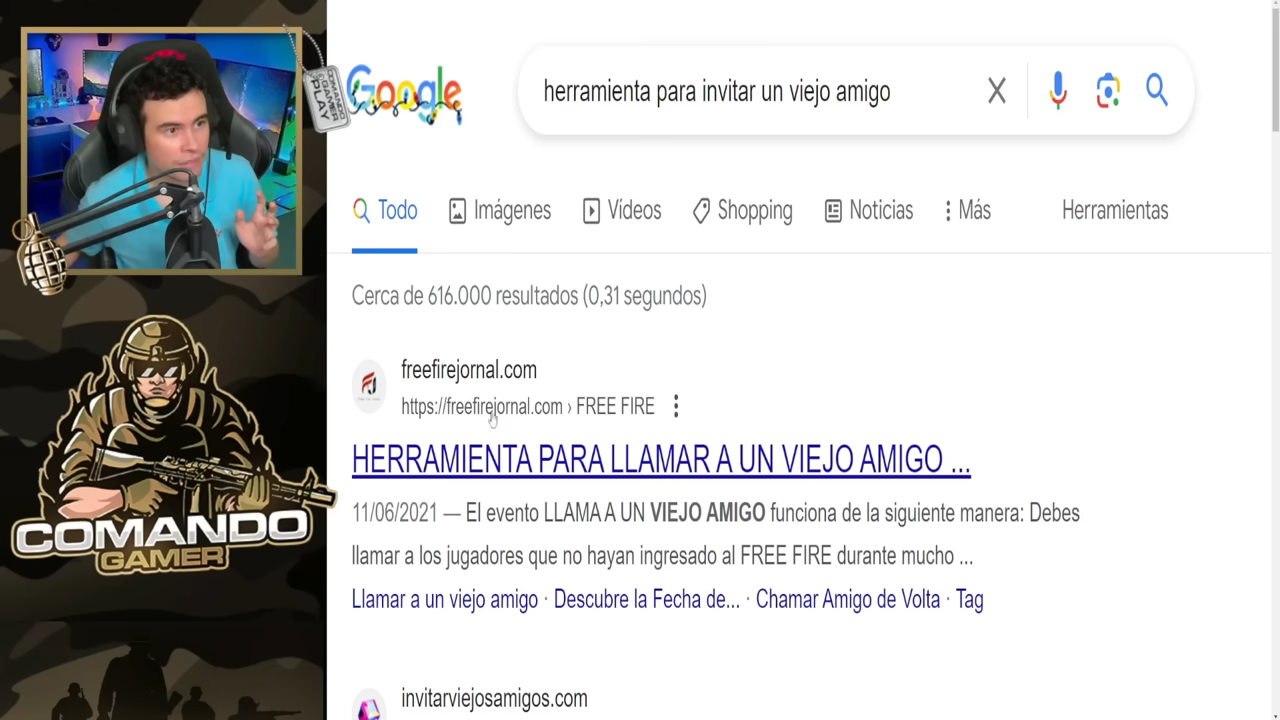 Google
herramienta para invitar un viejo amigo
Todo Imágenes Vídeos Shopping Noticias Más Herramientas
Cerca de 616.000 resultados (0,31 segundos)
freefirejornal.com
https://freefirejornal.com › FREE FIRE
HERRAMIENTA PARA LLAMAR A UN VIEJO AMIGO ...
11/06/2021 — El evento LLAMA A UN VIEJO AMIGO funciona de la siguiente manera: Debes
llamar a los jugadores que no hayan ingresado al FREE FIRE durante mucho ...
Llamar a un viejo amigo · Descubre la Fecha de... · Chamar Amigo de Volta · Tag
invitarviejosamigos.com
COMANDO
GAMER
PLAY